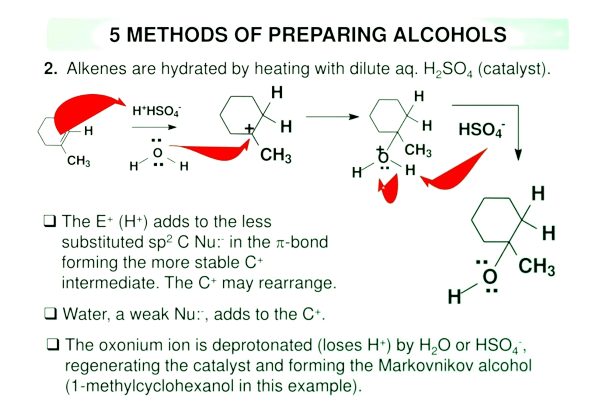 5 METHODS OF PREPARING ALCOHOLS
2. Alkenes are hydrated by heating with dilute aq. H₂SO₄ (catalyst).
H⁺HSO₄⁻
H
CH₃
H O H
H
H
CH₃
H
H
CH₃
O
H H
HSO₄⁻
H
H
CH₃
O
H
❑ The E⁺ (H⁺) adds to the less
substituted sp² C Nu:⁻ in the π-bond
forming the more stable C⁺
intermediate. The C⁺ may rearrange.
❑ Water, a weak Nu:⁻, adds to the C⁺.
❑ The oxonium ion is deprotonated (loses H⁺) by H₂O or HSO₄⁻,
regenerating the catalyst and forming the Markovnikov alcohol
(1-methylcyclohexanol in this example).